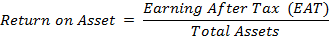 Return on Asset = Earning After Tax (EAT)
Total Assets